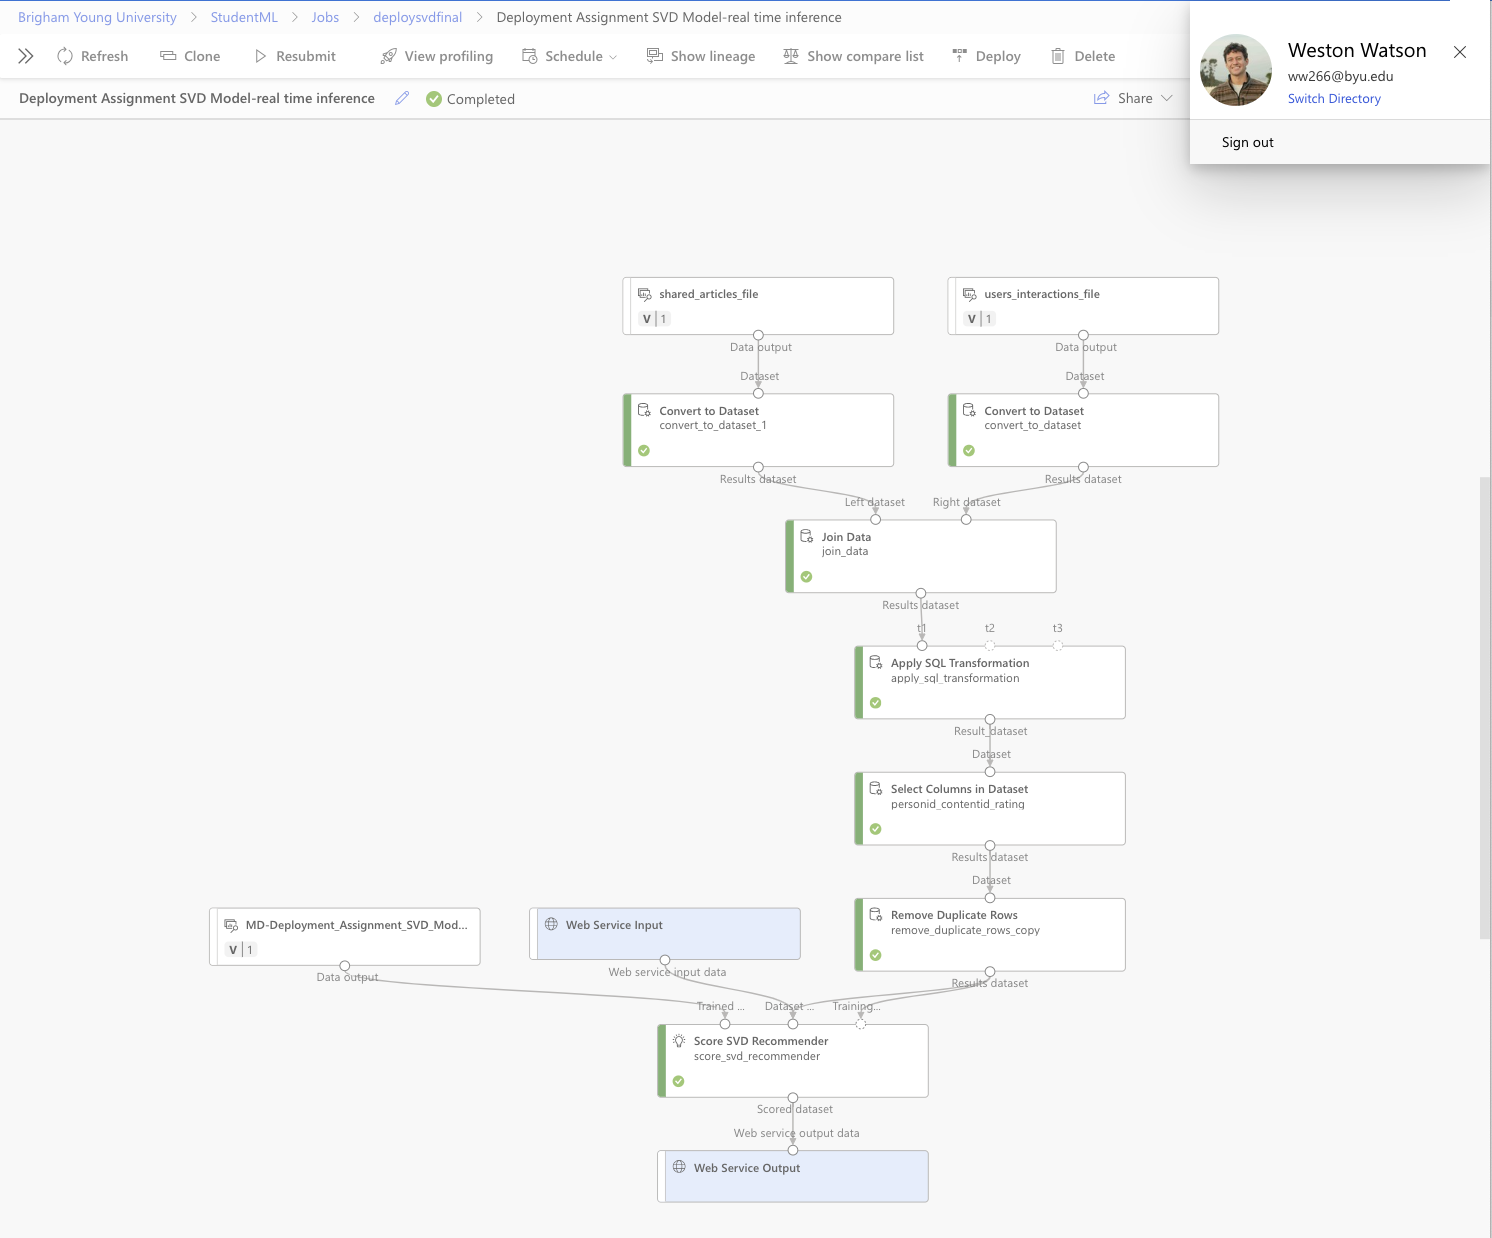 Brigham Young University > StudentML > Jobs > deploysvdfinal > Deployment Assignment SVD Model-real time inference
Refresh Clone Resubmit View profiling Schedule Show lineage Show compare list Deploy Delete
Deployment Assignment SVD Model-real time inference Completed Share
Weston Watson
ww266@byu.edu
Switch Directory
Sign out
shared_articles_file users_interactions_file
V | 1 V | 1
Data output Data output
Dataset Dataset
Convert to Dataset Convert to Dataset
convert_to_dataset_1 convert_to_dataset
Results dataset Results dataset
Left dataset Right dataset
Join Data
join_data
Results dataset
t1 t2 t3
Apply SQL Transformation
apply_sql_transformation
Result_dataset
Dataset
Select Columns in Dataset
personid_contentid_rating
Results dataset
Dataset
Remove Duplicate Rows
remove_duplicate_rows_copy
Results dataset
MD-Deployment_Assignment_SVD_Mod...
V | 1
Data output
Web Service Input
Web service input data
Trained ... Dataset ... Training...
Score SVD Recommender
score_svd_recommender
Scored dataset
Web service output data
Web Service Output